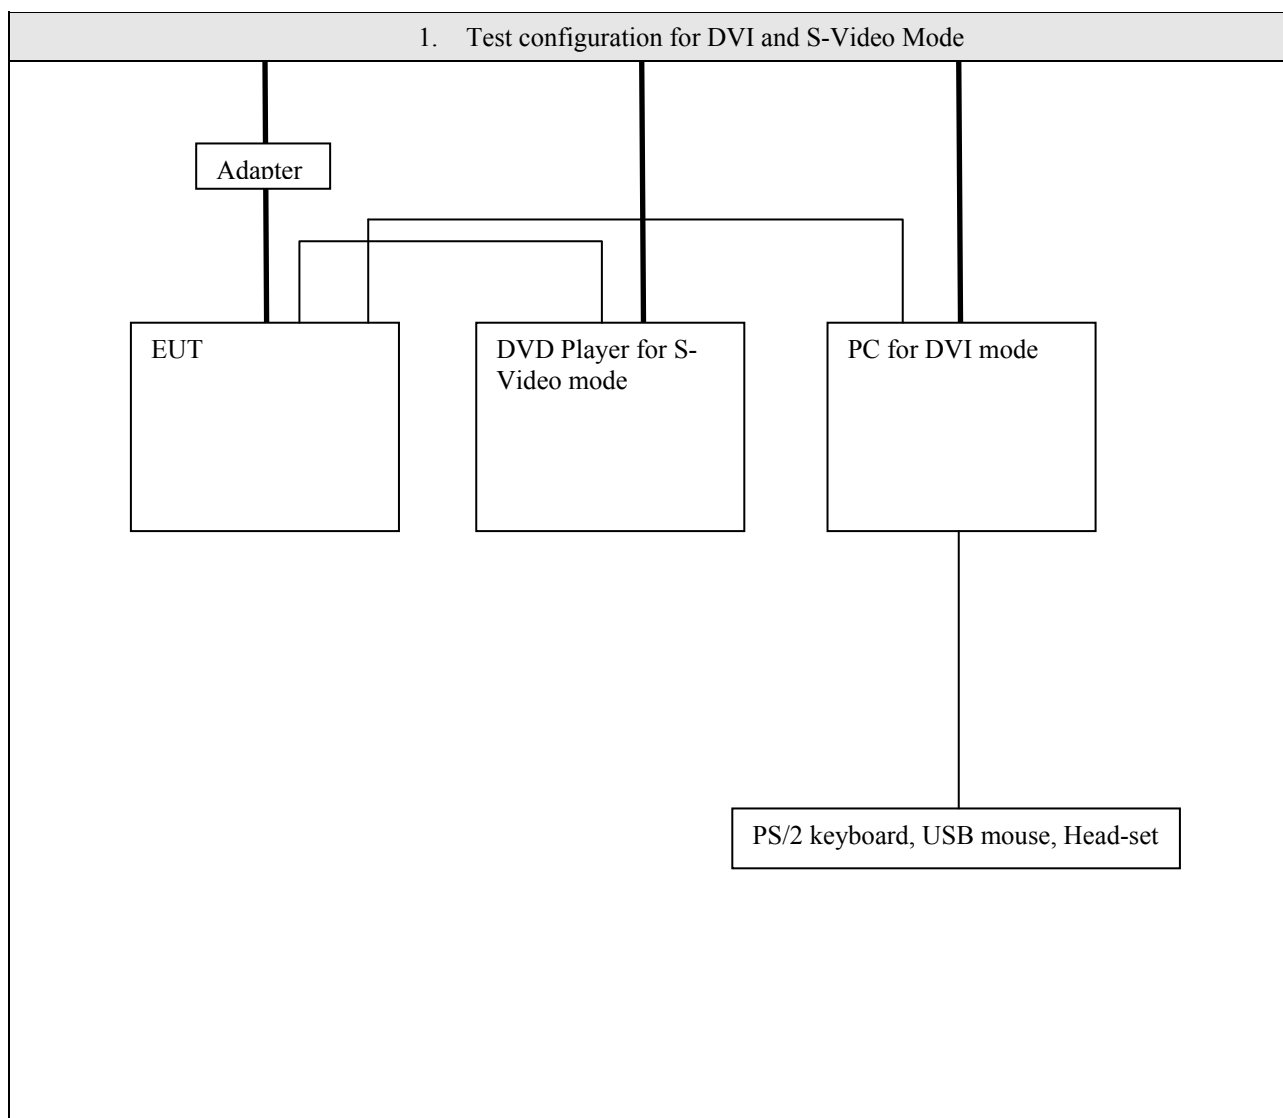 1. Test configuration for DVI and S-Video Mode
Adapter
EUT
DVD Player for S-
Video mode
PC for DVI mode
PS/2 keyboard, USB mouse, Head-set